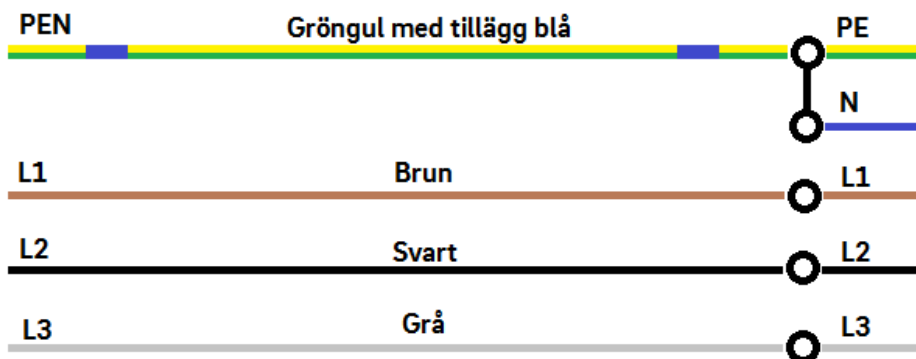 PEN Gröngul med tillägg blå PE
N
L1 Brun L1
L2 Svart L2
L3 Grå L3